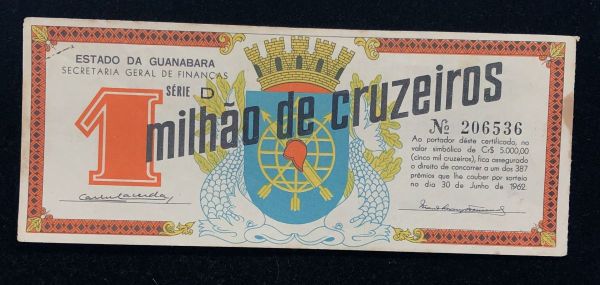 ESTADO DA GUANABARA
SECRETARIA GERAL DE FINANÇAS
SÉRIE D
1 milhão de cruzeiros
Nº 206536
Ao portador dêste certificado, no
valor simbólico de Cr$ 5.000,00
(cinco mil cruzeiros), fica assegurado
o direito de concorrer a um dos 387
prêmios que lhe couber por sorteio
no dia 30 de Junho de 1962